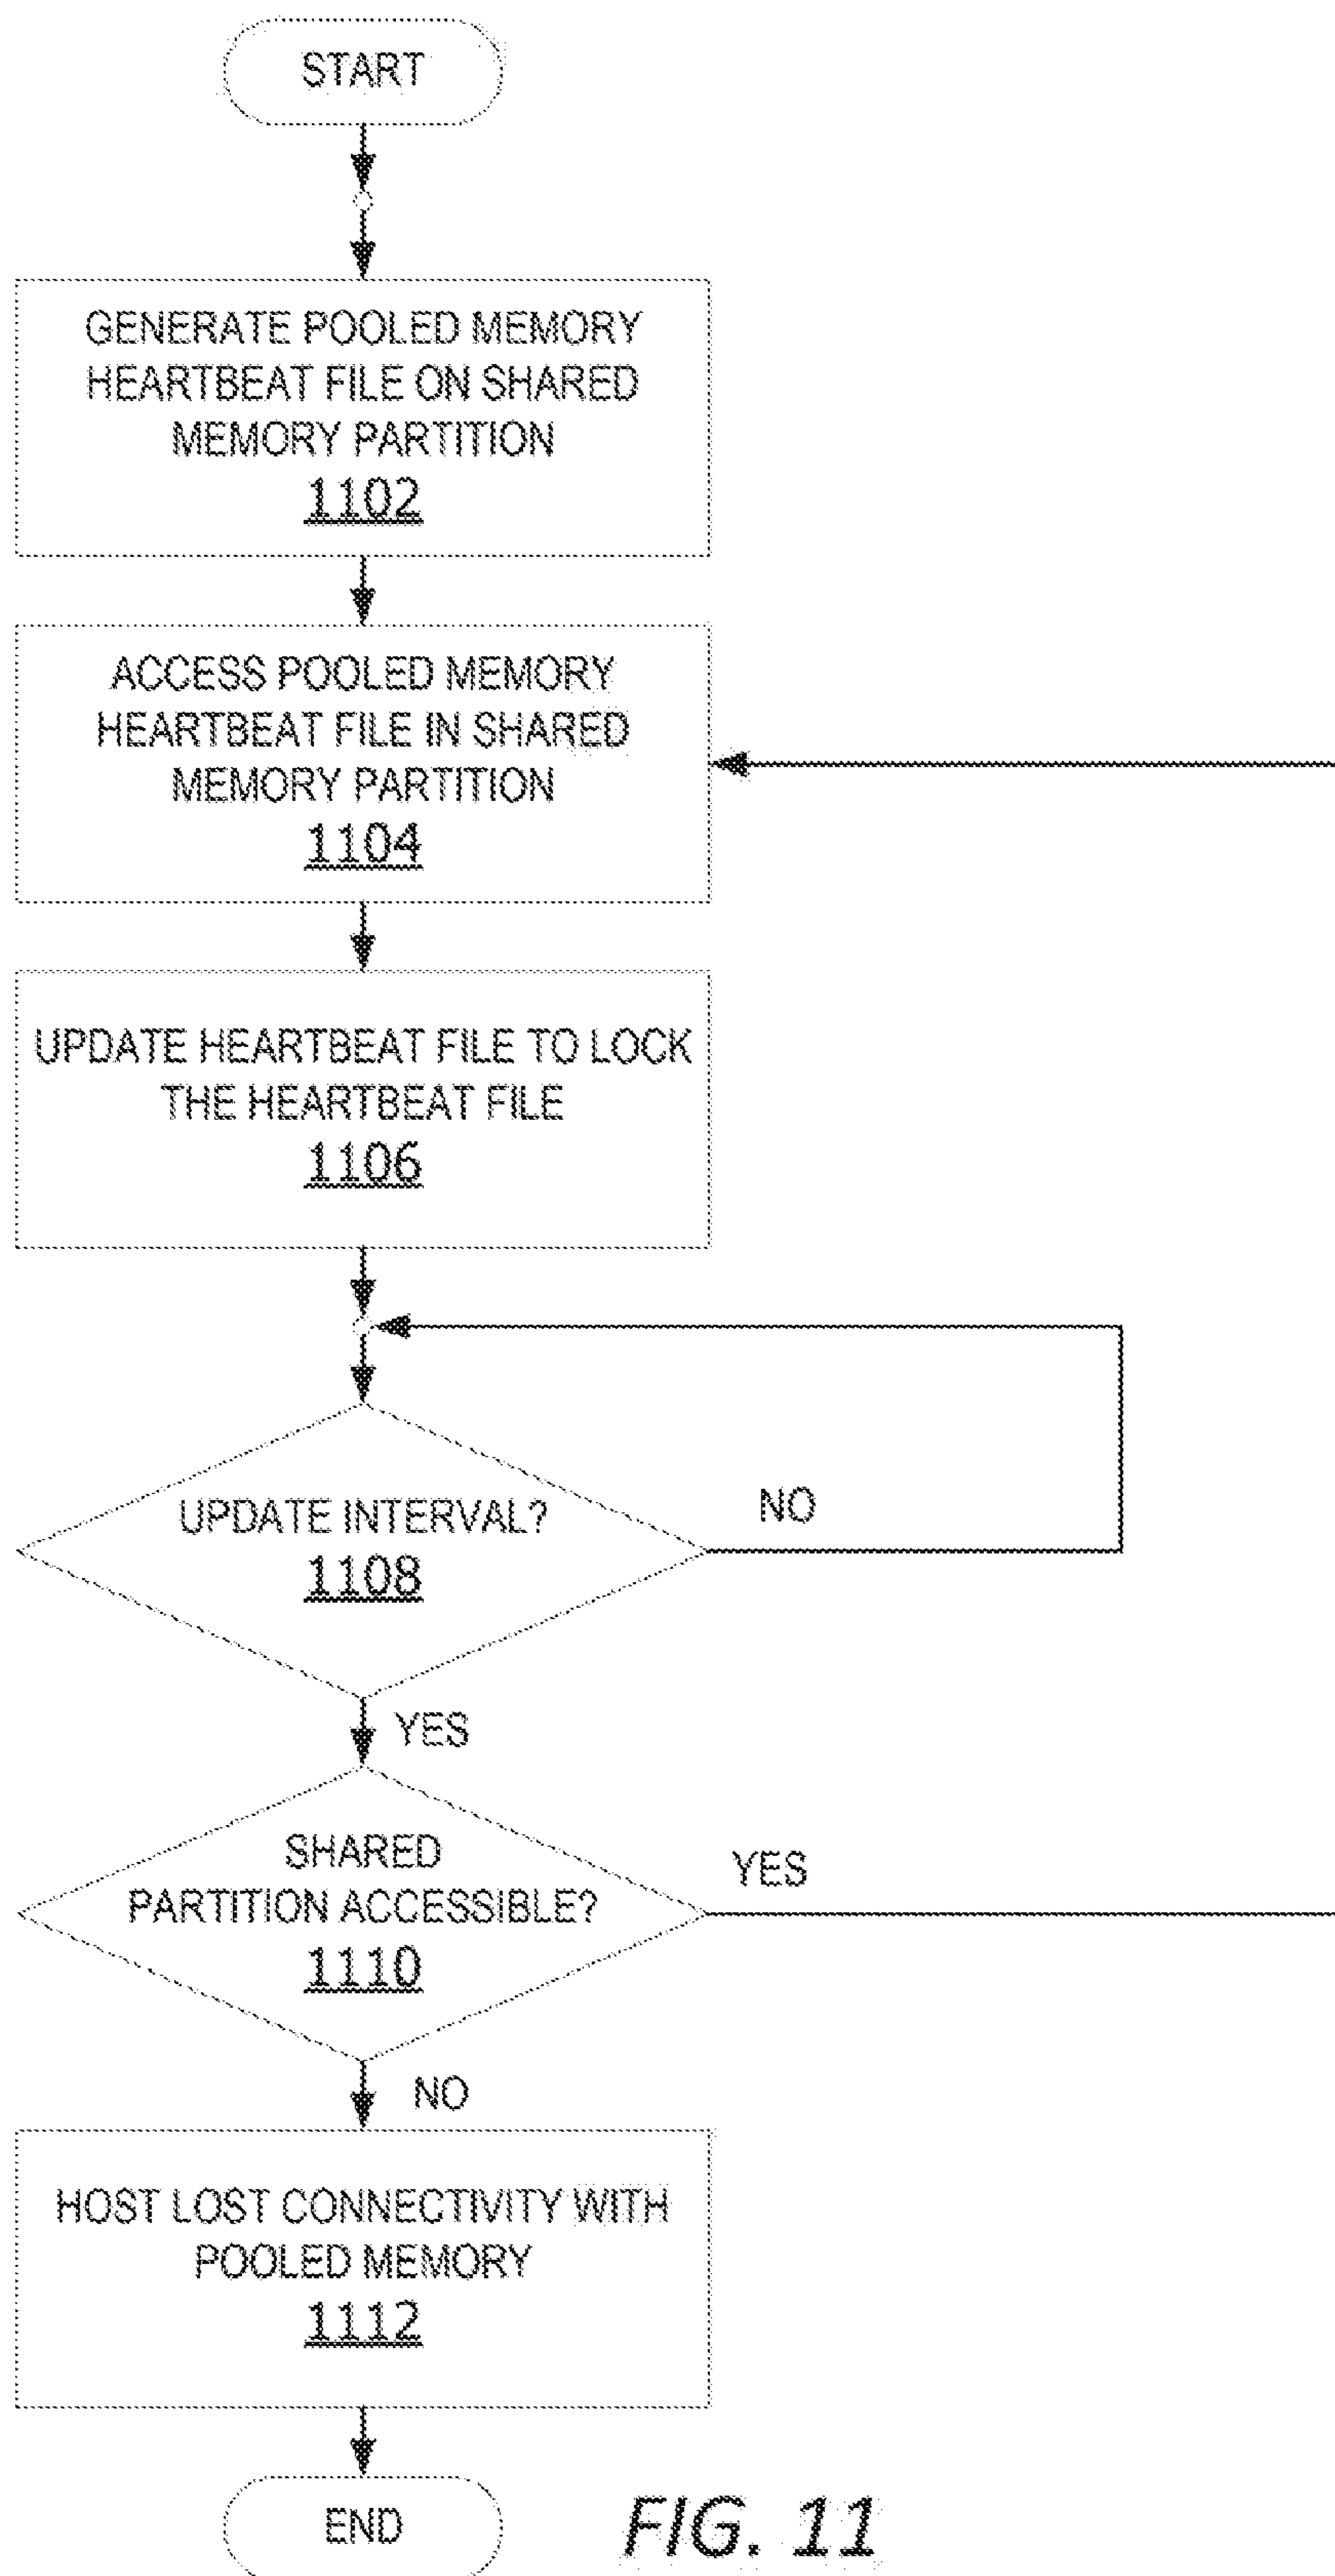 START
GENERATE POOLED MEMORY
HEARTBEAT FILE ON SHARED
MEMORY PARTITION
1102
ACCESS POOLED MEMORY
HEARTBEAT FILE IN SHARED
MEMORY PARTITION
1104
UPDATE HEARTBEAT FILE TO LOCK
THE HEARTBEAT FILE
1106
UPDATE INTERVAL?
1108
NO
YES
SHARED
PARTITION ACCESSIBLE?
1110
YES
NO
HOST LOST CONNECTIVITY WITH
POOLED MEMORY
1112
END
FIG. 11